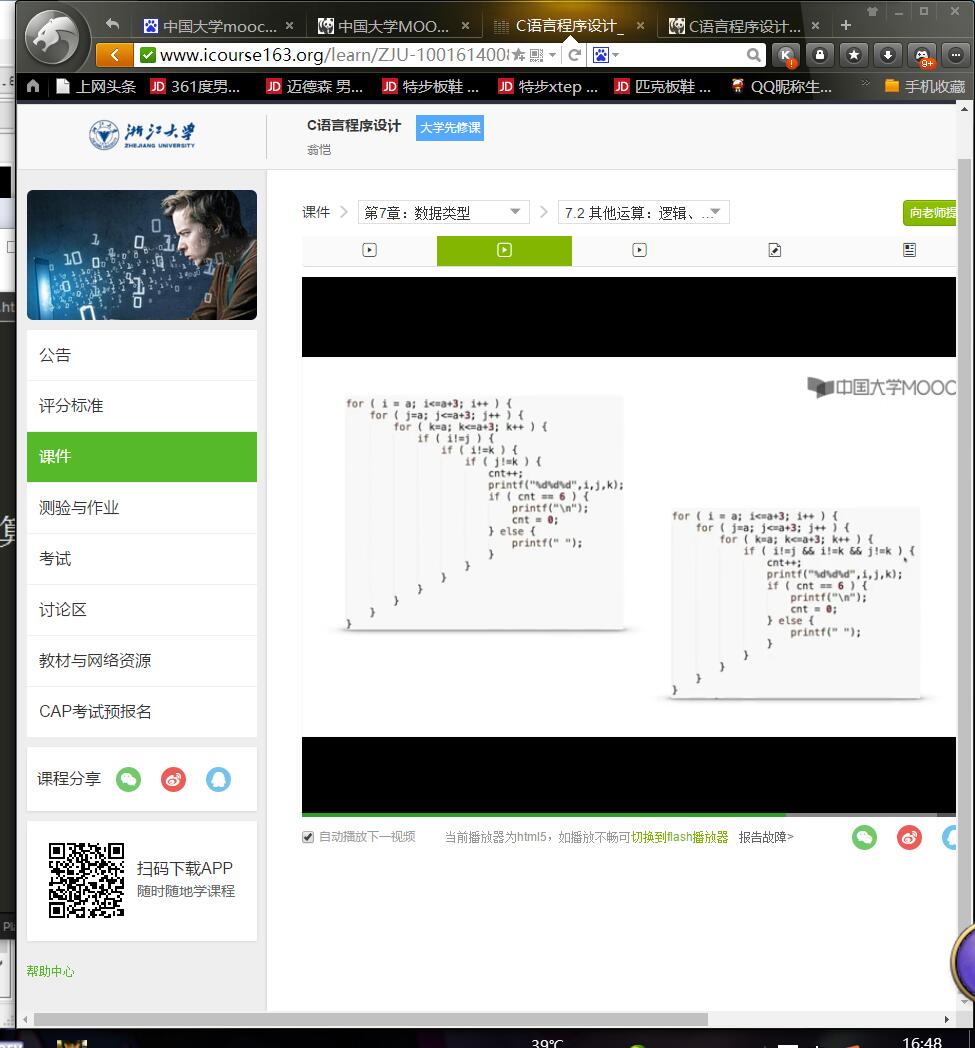 中国大学mooc...
中国大学MOO...
C语言程序设计_
C语言程序设计...
www.icourse163.org/learn/ZJU-100161400
K
9+
上网头条
JD 361度男...
JD 迈德森 男...
JD 特步板鞋 ...
JD 特步xtep ...
JD 匹克板鞋 ...
QQ昵称生...
手机收藏
浙江大学
ZHEJIANG UNIVERSITY
C语言程序设计
大学先修课
翁恺
课件
第7章：数据类型
7.2 其他运算：逻辑、...
向老师提
公告
评分标准
课件
测验与作业
考试
讨论区
教材与网络资源
CAP考试预报名
课程分享
扫码下载APP
随时随地学课程
帮助中心
中国大学MOOC
for ( i = a; i<=a+3; i++ ) {
for ( j=a; j<=a+3; j++ ) {
for ( k=a; k<=a+3; k++ ) {
if ( i!=j ) {
if ( i!=k ) {
if ( j!=k ) {
cnt++;
printf("%d%d%d",i,j,k);
if ( cnt == 6 ) {
printf("\n");
cnt = 0;
} else {
printf(" ");
}
}
}
}
}
}
}
for ( i = a; i<=a+3; i++ ) {
for ( j=a; j<=a+3; j++ ) {
for ( k=a; k<=a+3; k++ ) {
if ( i!=j && i!=k && j!=k ) {
cnt++;
printf("%d%d%d",i,j,k);
if ( cnt == 6 ) {
printf("\n");
cnt = 0;
} else {
printf(" ");
}
}
}
}
}
自动播放下一视频
当前播放器为html5，如播放不畅可切换到flash播放器
报告故障>
39℃
16:48